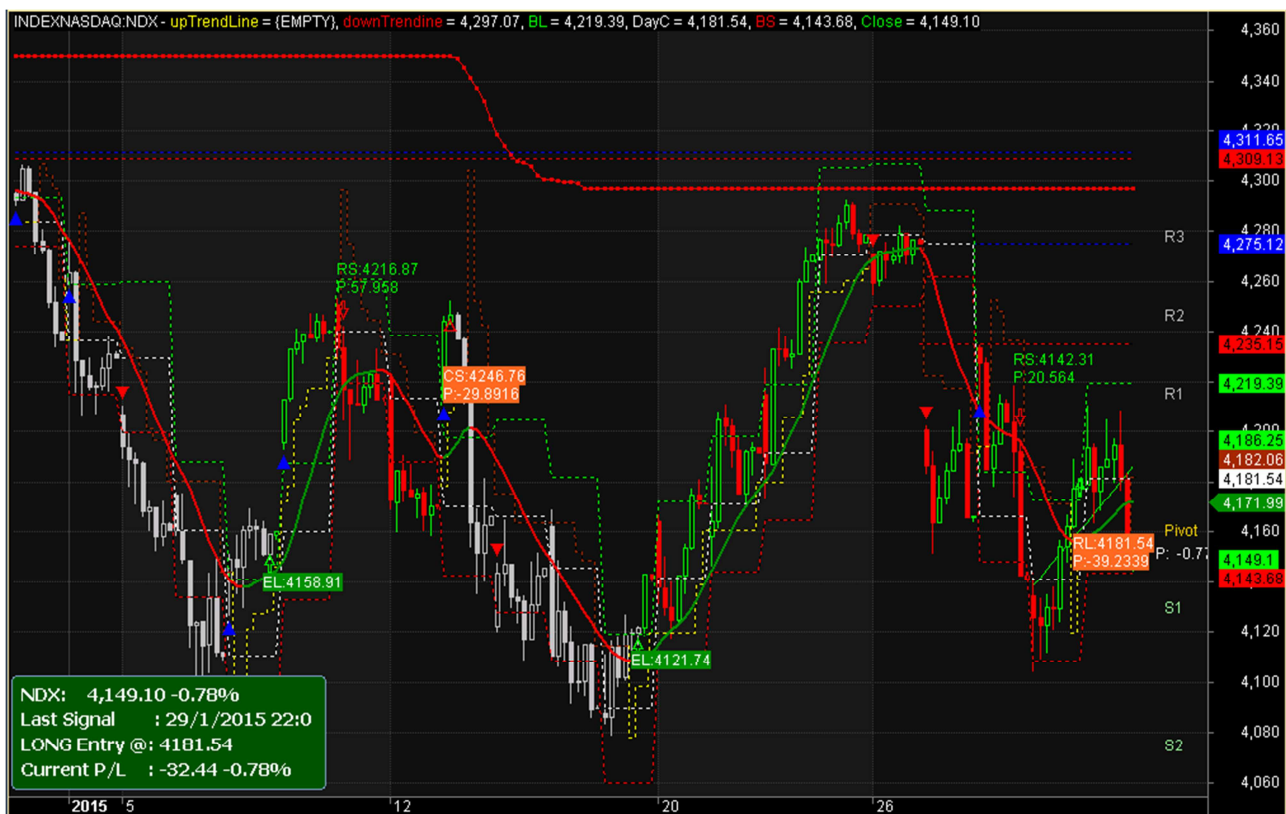 INDEXNASDAQ:NDX - upTrendLine = {EMPTY}, downTrendine = 4,297.07, BL = 4,219.39, DayC = 4,181.54, BS = 4,143.68, Close = 4,149.10
4,360
4,340
4,311.65
4,309.13
4,300
4,280
R3
4,275.12
RS:4216.87
P:57.958
4,260
R2
4,240
4,235.15
CS:4246.76
P:-29.8916
RS:4142.31
P:20.564
4,219.39
R1
4,186.25
4,182.06
4,181.54
4,171.99
Pivot
4,160
RL:4181.54
P:-39.2339
P: -0.77
4,149.1
4,143.68
EL:4158.91
S1
4,120
EL:4121.74
4,100
4,080
4,060
S2
NDX: 4,149.10 -0.78%
Last Signal : 29/1/2015 22:0
LONG Entry @: 4181.54
Current P/L : -32.44 -0.78%
2015 5 12 20 26